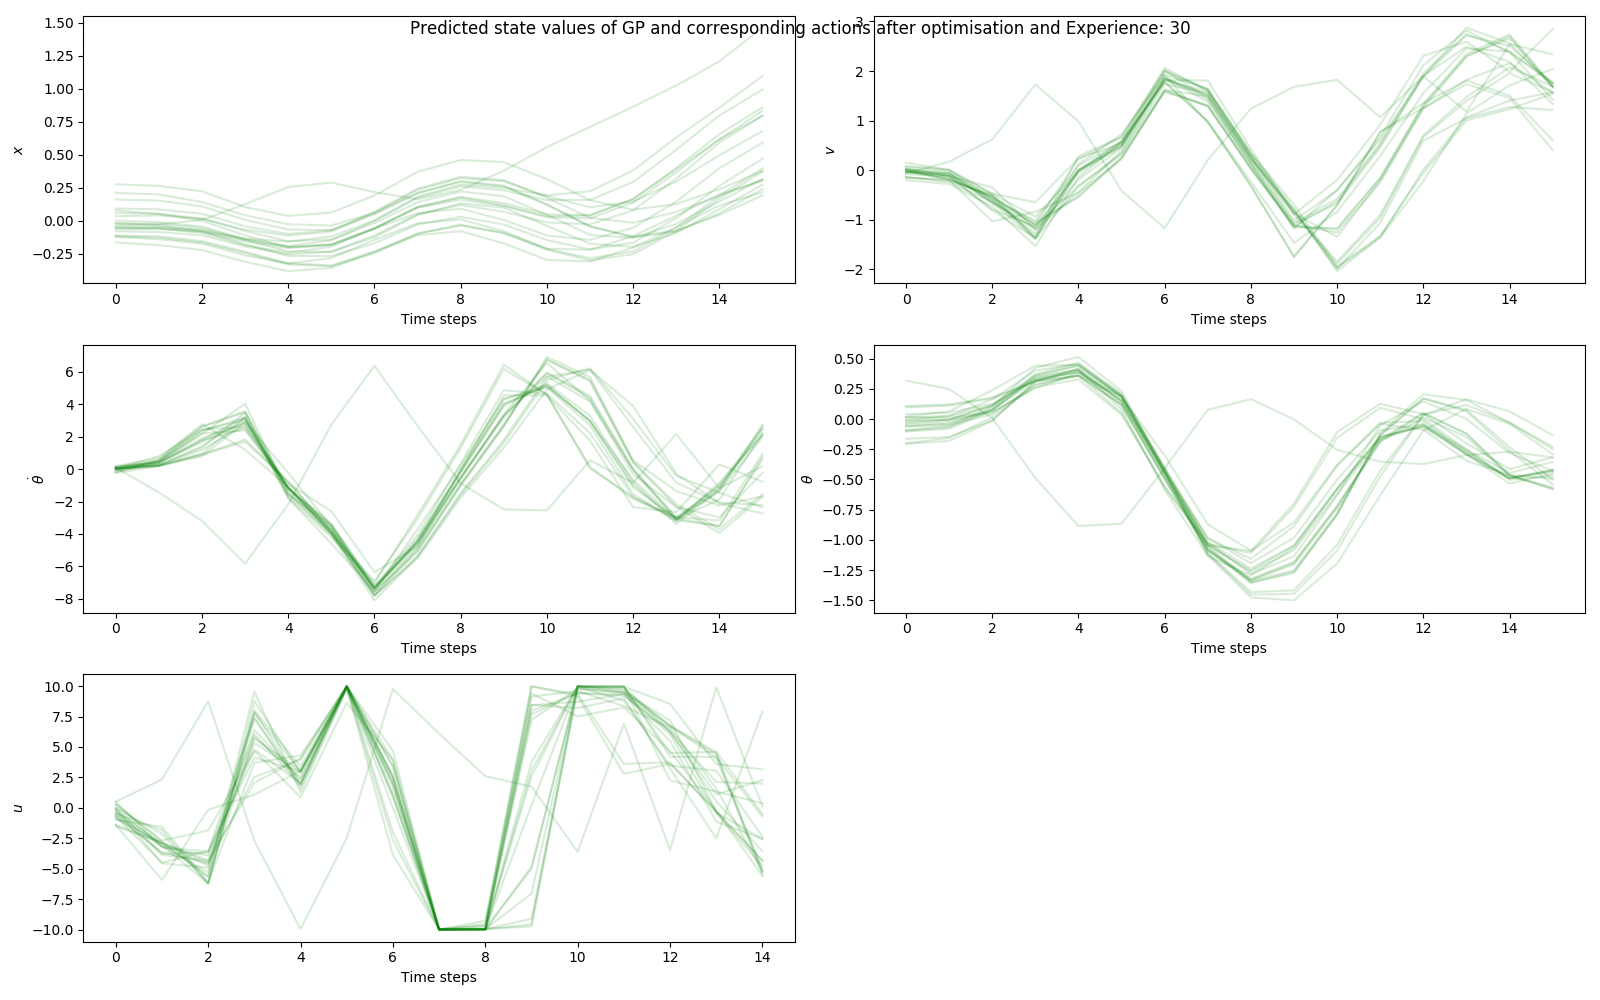 Predicted state values of GP and corresponding actions after optimisation and Experience: 30
1.50
1.25
1.00
0.75
0.50
0.25
0.00
−0.25
x
0 2 4 6 8 10 12 14
Time steps
3
2
1
0
−1
−2
v
0 2 4 6 8 10 12 14
Time steps
6
4
2
0
−2
−4
−6
−8
θ̇
0 2 4 6 8 10 12 14
Time steps
0.50
0.25
0.00
−0.25
−0.50
−0.75
−1.00
−1.25
−1.50
θ
0 2 4 6 8 10 12 14
Time steps
10.0
7.5
5.0
2.5
0.0
−2.5
−5.0
−7.5
−10.0
u
0 2 4 6 8 10 12 14
Time steps